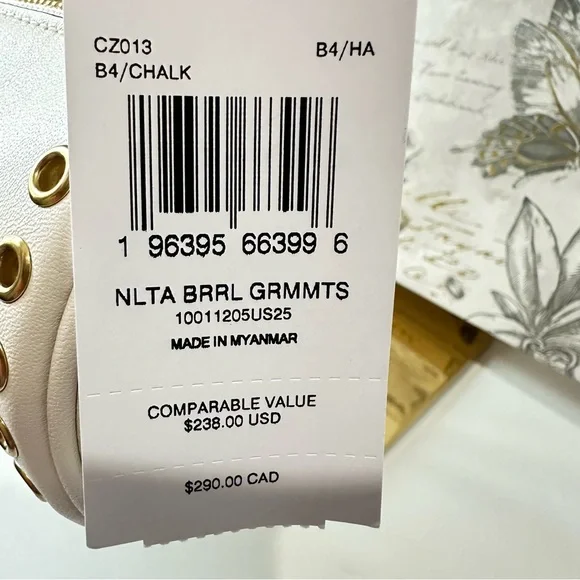 CZ013 B4/HA
B4/CHALK
1 96395 66399 6
NLTA BRRL GRMMTS
10011205US25
MADE IN MYANMAR
COMPARABLE VALUE
$238.00 USD
$290.00 CAD